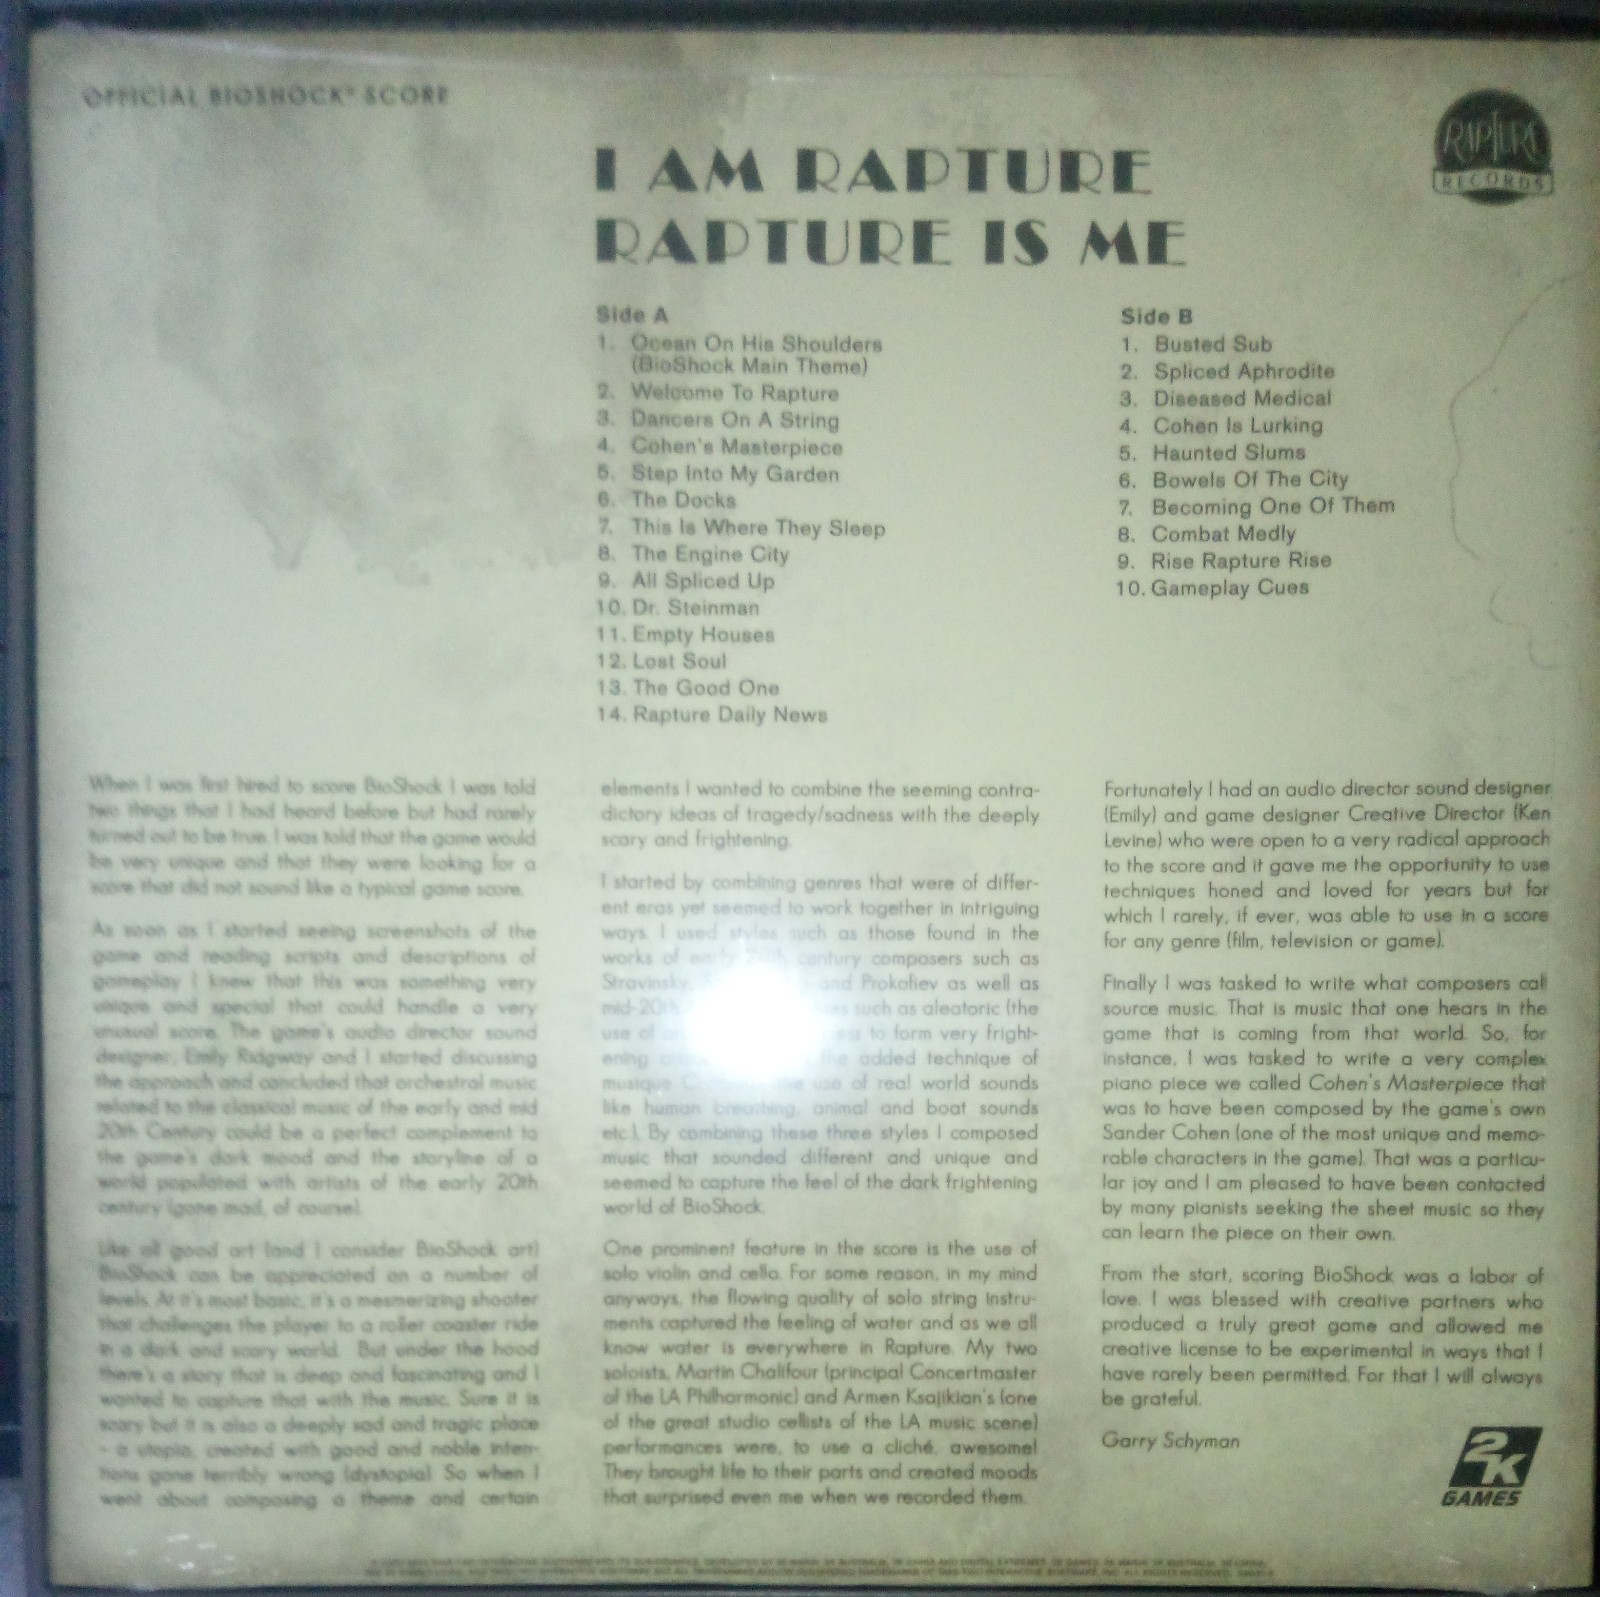 OFFICIAL BIOSHOCK® SCORE
RAPTURE
RECORDS
I AM RAPTURE
RAPTURE IS ME
Side A
1. Ocean On His Shoulders
(BioShock Main Theme)
2. Welcome To Rapture
3. Dancers On A String
4. Cohen's Masterpiece
5. Step Into My Garden
6. The Docks
7. This Is Where They Sleep
8. The Engine City
9. All Spliced Up
10. Dr. Steinman
11. Empty Houses
12. Lost Soul
13. The Good One
14. Rapture Daily News
Side B
1. Busted Sub
2. Spliced Aphrodite
3. Diseased Medical
4. Cohen Is Lurking
5. Haunted Slums
6. Bowels Of The City
7. Becoming One Of Them
8. Combat Medly
9. Rise Rapture Rise
10. Gameplay Cues
When I was first hired to score BioShock I was told
two things that I had heard before but had rarely
turned out to be true. I was told that the game would
be very unique and that they were looking for a
score that did not sound like a typical game score.
As soon as I started seeing screenshots of the
game and reading scripts and descriptions of
gameplay I knew that this was something very
unique and special that could handle a very
unusual score. The game's audio director sound
designer, Emily Ridgway and I started discussing
the approach and concluded that orchestral music
related to the classical music of the early and mid
20th Century could be a perfect complement to
the game's dark mood and the storyline of a
world populated with artists of the early 20th
century (gone mad, of course).
Like all good art (and I consider BioShock art)
BioShock can be appreciated on a number of
levels. At it's most basic, it's a mesmerizing shooter
that challenges the player to a roller coaster ride
in a dark and scary world. But under the hood
there's a story that is deep and fascinating and I
wanted to capture that with the music. Sure it is
scary but it is also a deeply sad and tragic place
- a utopia, created with good and noble inten-
tions gone terribly wrong (dystopia). So when I
went about composing a theme and certain
elements I wanted to combine the seeming contra-
dictory ideas of tragedy/sadness with the deeply
scary and frightening.
I started by combining genres that were of differ-
ent eras yet seemed to work together in intriguing
ways. I used styles such as those found in the
works of early 20th century composers such as
Stravinsky, and Prokofiev as well as
mid-20th such as aleatoric (the
use of to form very fright-
ening the added technique of
musique use of real world sounds
like human breathing, animal and boat sounds
etc.). By combining these three styles I composed
music that sounded different and unique and
seemed to capture the feel of the dark frightening
world of BioShock.
One prominent feature in the score is the use of
solo violin and cello. For some reason, in my mind
anyways, the flowing quality of solo string instru-
ments captured the feeling of water and as we all
know water is everywhere in Rapture. My two
soloists, Martin Chalifour (principal Concertmaster
of the LA Philharmonic) and Armen Ksajikian's (one
of the great studio cellists of the LA music scene)
performances were, to use a cliché, awesome!
They brought life to their parts and created moods
that surprised even me when we recorded them.
Fortunately I had an audio director sound designer
(Emily) and game designer Creative Director (Ken
Levine) who were open to a very radical approach
to the score and it gave me the opportunity to use
techniques honed and loved for years but for
which I rarely, if ever, was able to use in a score
for any genre (film, television or game).
Finally I was tasked to write what composers call
source music. That is music that one hears in the
game that is coming from that world. So, for
instance, I was tasked to write a very complex
piano piece we called Cohen's Masterpiece that
was to have been composed by the game's own
Sander Cohen (one of the most unique and memo-
rable characters in the game). That was a particu-
lar joy and I am pleased to have been contacted
by many pianists seeking the sheet music so they
can learn the piece on their own.
From the start, scoring BioShock was a labor of
love. I was blessed with creative partners who
produced a truly great game and allowed me
creative license to be experimental in ways that I
have rarely been permitted. For that I will always
be grateful.
Garry Schyman
2K
GAMES